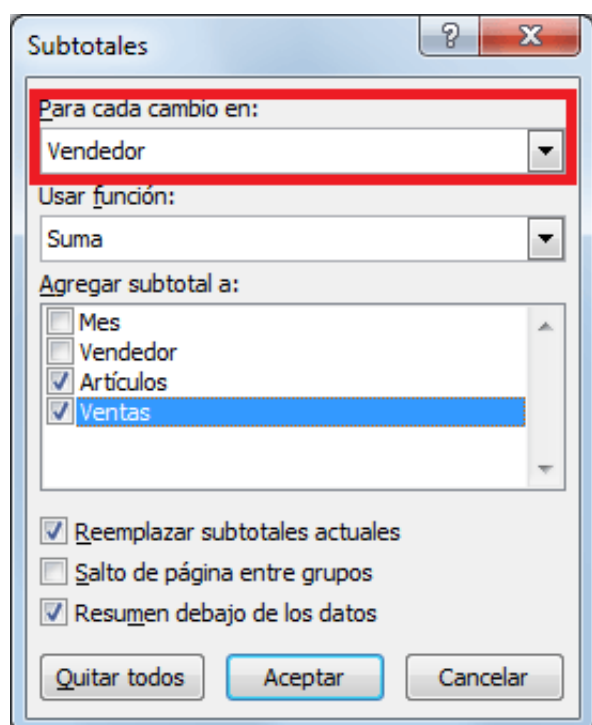 Subtotales
Para cada cambio en:
Vendedor
Usar función:
Suma
Agregar subtotal a:
Mes
Vendedor
Artículos
Ventas
Reemplazar subtotales actuales
Salto de página entre grupos
Resumen debajo de los datos
Quitar todos Aceptar Cancelar